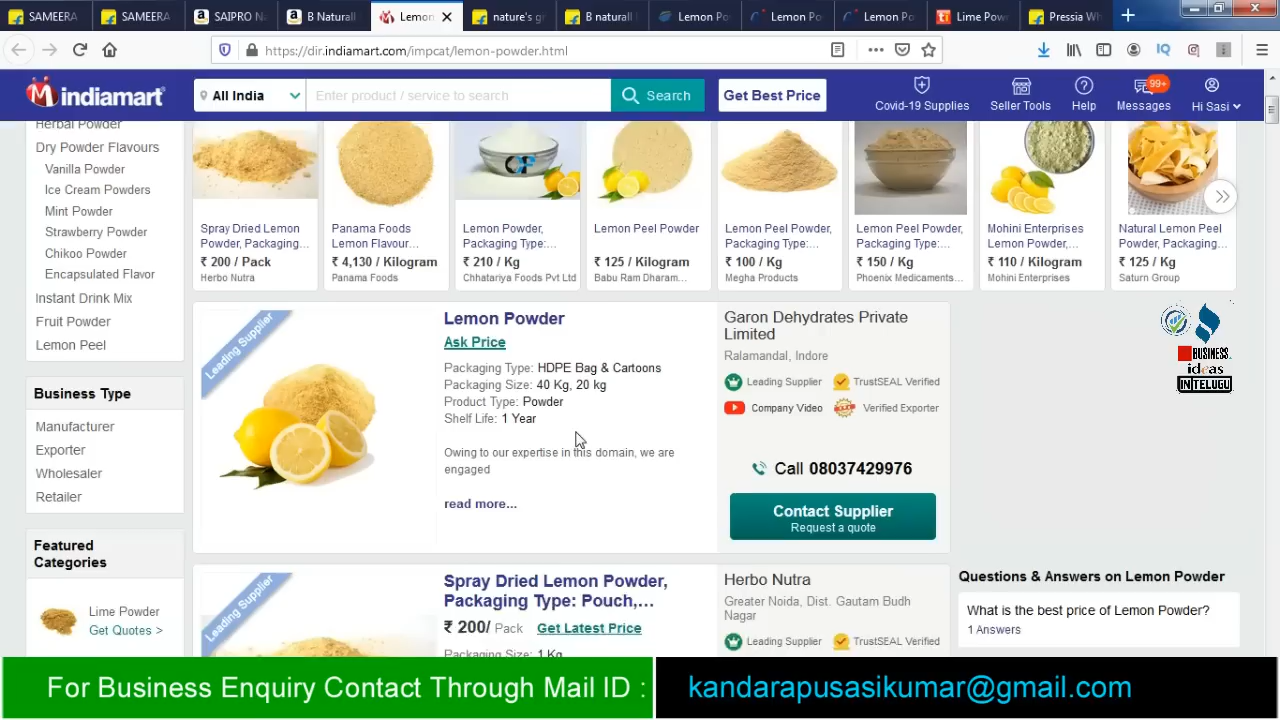 SAMEERA
SAMEERA
SAIPRO N
B Naturall
Lemon
nature's g
B naturall
Lemon Po
Lemon Po
Lemon Po
Lime Pow
Pressia Wh
https://dir.indiamart.com/impcat/lemon-powder.html
indiamart
All India
Enter product / service to search
Search
Get Best Price
Covid-19 Supplies
Seller Tools
Help
99+
Messages
Hi Sasi
Herbal Powder
Dry Powder Flavours
Vanilla Powder
Ice Cream Powders
Mint Powder
Strawberry Powder
Chikoo Powder
Encapsulated Flavor
Instant Drink Mix
Fruit Powder
Lemon Peel
Business Type
Manufacturer
Exporter
Wholesaler
Retailer
Featured
Categories
Lime Powder
Get Quotes >
Spray Dried Lemon
Powder, Packaging...
₹ 200 / Pack
Herbo Nutra
Panama Foods
Lemon Flavour...
₹ 4,130 / Kilogram
Panama Foods
Lemon Powder,
Packaging Type:...
₹ 210 / Kg
Chhatariya Foods Pvt Ltd
Lemon Peel Powder
₹ 125 / Kilogram
Babu Ram Dharam...
Lemon Peel Powder,
Packaging Type:...
₹ 100 / Kg
Megha Products
Lemon Peel Powder,
Packaging Type:...
₹ 150 / Kg
Phoenix Medicaments...
Mohini Enterprises
Lemon Powder,...
₹ 110 / Kilogram
Mohini Enterprises
Natural Lemon Peel
Powder, Packaging...
₹ 125 / Kg
Saturn Group
Leading Supplier
Lemon Powder
Ask Price
Packaging Type: HDPE Bag & Cartoons
Packaging Size: 40 Kg, 20 kg
Product Type: Powder
Shelf Life: 1 Year
Owing to our expertise in this domain, we are
engaged
read more...
Garon Dehydrates Private
Limited
Ralamandal, Indore
Leading Supplier
TrustSEAL Verified
Company Video
Verified Exporter
Call 08037429976
Contact Supplier
Request a quote
BUSINESS
ideas
IN TELUGU
Leading Supplier
Spray Dried Lemon Powder,
Packaging Type: Pouch,...
₹ 200/ Pack
Get Latest Price
Packaging Size: 1 Kg
Herbo Nutra
Greater Noida, Dist. Gautam Budh
Nagar
Leading Supplier
TrustSEAL Verified
Questions & Answers on Lemon Powder
What is the best price of Lemon Powder?
1 Answers
For Business Enquiry Contact Through Mail ID :
kandarapusasikumar@gmail.com